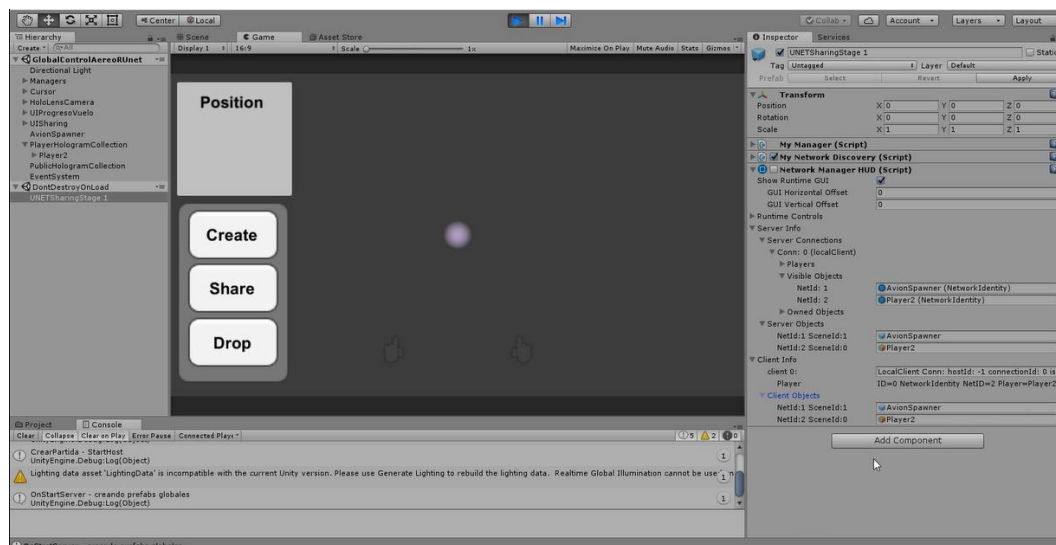 Center Local Collab Account Layers Layout
Hierarchy Scene Game Asset Store Inspector Services
Create All Display 1 16:9 Scale 1x Maximize On Play Mute Audio Stats Gizmos
UNETSharingStage 1 Static
GlobalControlAereoRUnet
Directional Light
Managers
Cursor
HoloLensCamera
UIProgresoVuelo
UISharing
AvionSpawner
PlayerHologramCollection
Player2
PublicHologramCollection
EventSystem
DontDestroyOnLoad
UNETSharingStage 1
Position
Create
Share
Drop
Tag Untagged Layer Default
Prefab Select Revert Apply
Transform
Position X 0 Y 0 Z 0
Rotation X 0 Y 0 Z 0
Scale X 1 Y 1 Z 1
My Manager (Script)
My Network Discovery (Script)
Network Manager HUD (Script)
Show Runtime GUI
GUI Horizontal Offset 0
GUI Vertical Offset 0
Runtime Controls
Server Info
Server Connections
Conn: 0 (localClient)
Players
Visible Objects
NetId: 1 AvionSpawner (NetworkIdentity)
NetId: 2 Player2 (NetworkIdentity)
Owned Objects
Server Objects
NetId:1 SceneId:1 AvionSpawner
NetId:2 SceneId:0 Player2
Client Info
client 0: LocalClient Conn: hostId: -1 connectionId: 0 is
Player ID=0 NetworkIdentity NetID=2 Player=Player2
Client Objects
NetId:1 SceneId:1 AvionSpawner
NetId:2 SceneId:0 Player2
Add Component
Project Console
Clear Collapse Clear on Play Error Pause Connected Playe 5 2 0
CrearPartida - StartHost
UnityEngine.Debug:Log(Object)
1
Lighting data asset 'LightingData' is incompatible with the current Unity version. Please use Generate Lighting to rebuild the lighting data. Realtime Global Illumination cannot be used
1
OnStartServer - creando prefabs globales
UnityEngine.Debug:Log(Object)
1